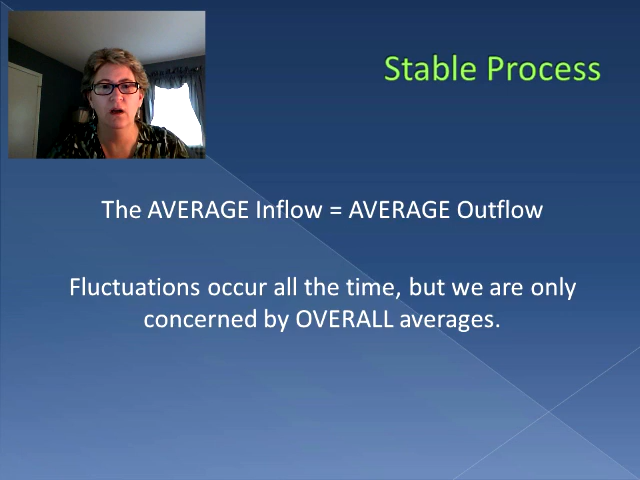 Stable Process
The AVERAGE Inflow = AVERAGE Outflow
Fluctuations occur all the time, but we are only
concerned by OVERALL averages.